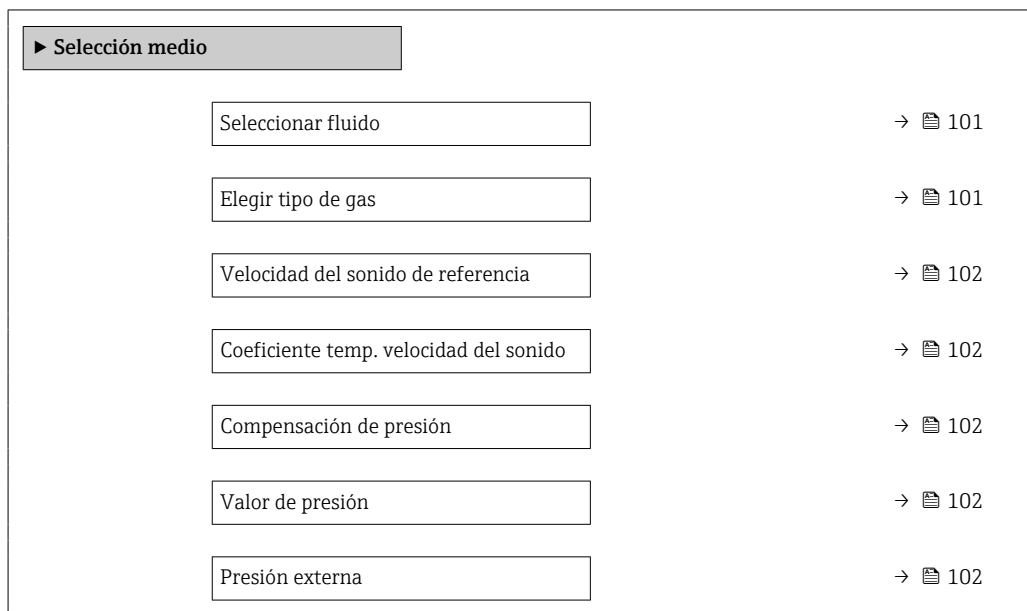 ▶ Selección medio
Seleccionar fluido → 101
Elegir tipo de gas → 101
Velocidad del sonido de referencia → 102
Coeficiente temp. velocidad del sonido → 102
Compensación de presión → 102
Valor de presión → 102
Presión externa → 102